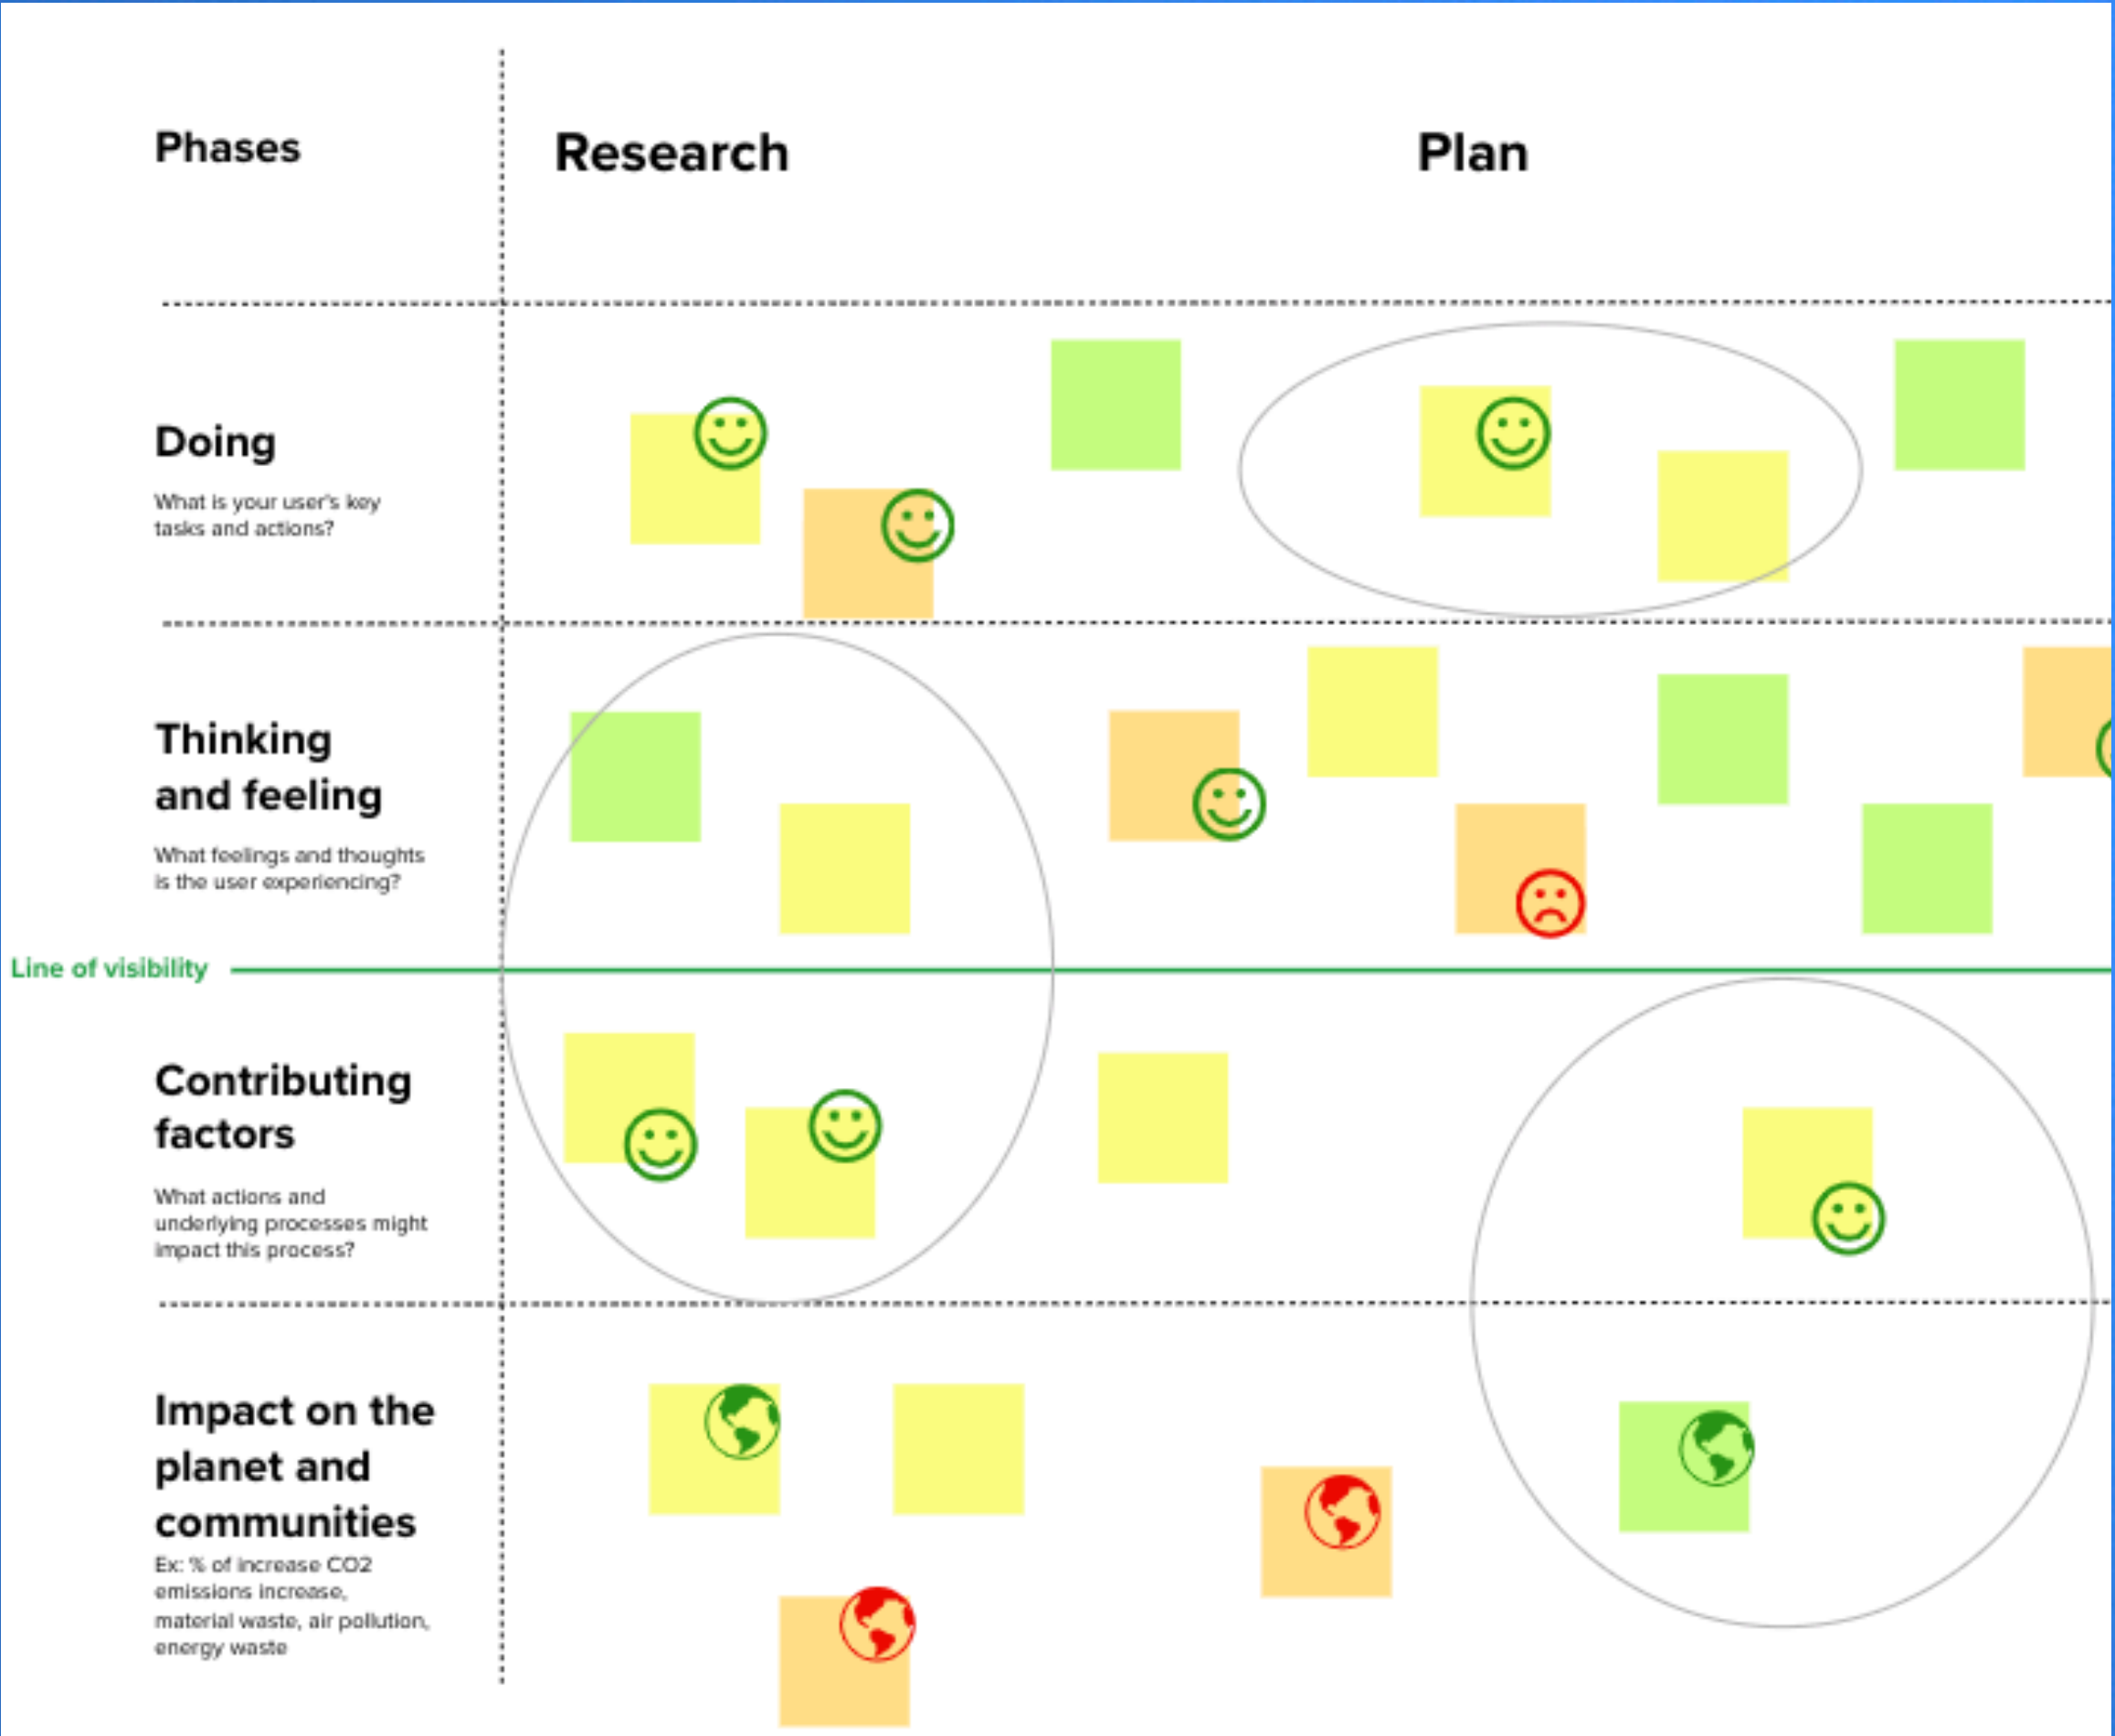 Phases
Research
Plan
Doing
What is your user's key
tasks and actions?
Thinking
and feeling
What feelings and thoughts
is the user experiencing?
Line of visibility
Contributing
factors
What actions and
underlying processes might
impact this process?
Impact on the
planet and
communities
Ex: % of increase CO2
emissions increase,
material waste, air pollution,
energy waste